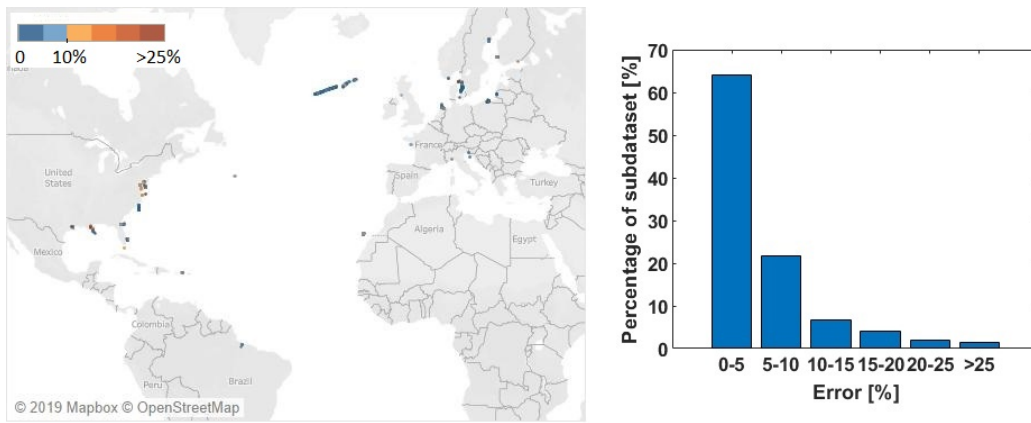 0 10% >25%
United
States
Mexico
Colombia
Peru
Brazil
France
Spain
Turkey
Algeria
Egypt
© 2019 Mapbox © OpenStreetMap
Percentage of subdataset [%]
70
60
50
40
30
20
10
0
0-5 5-10 10-15 15-20 20-25 >25
Error [%]